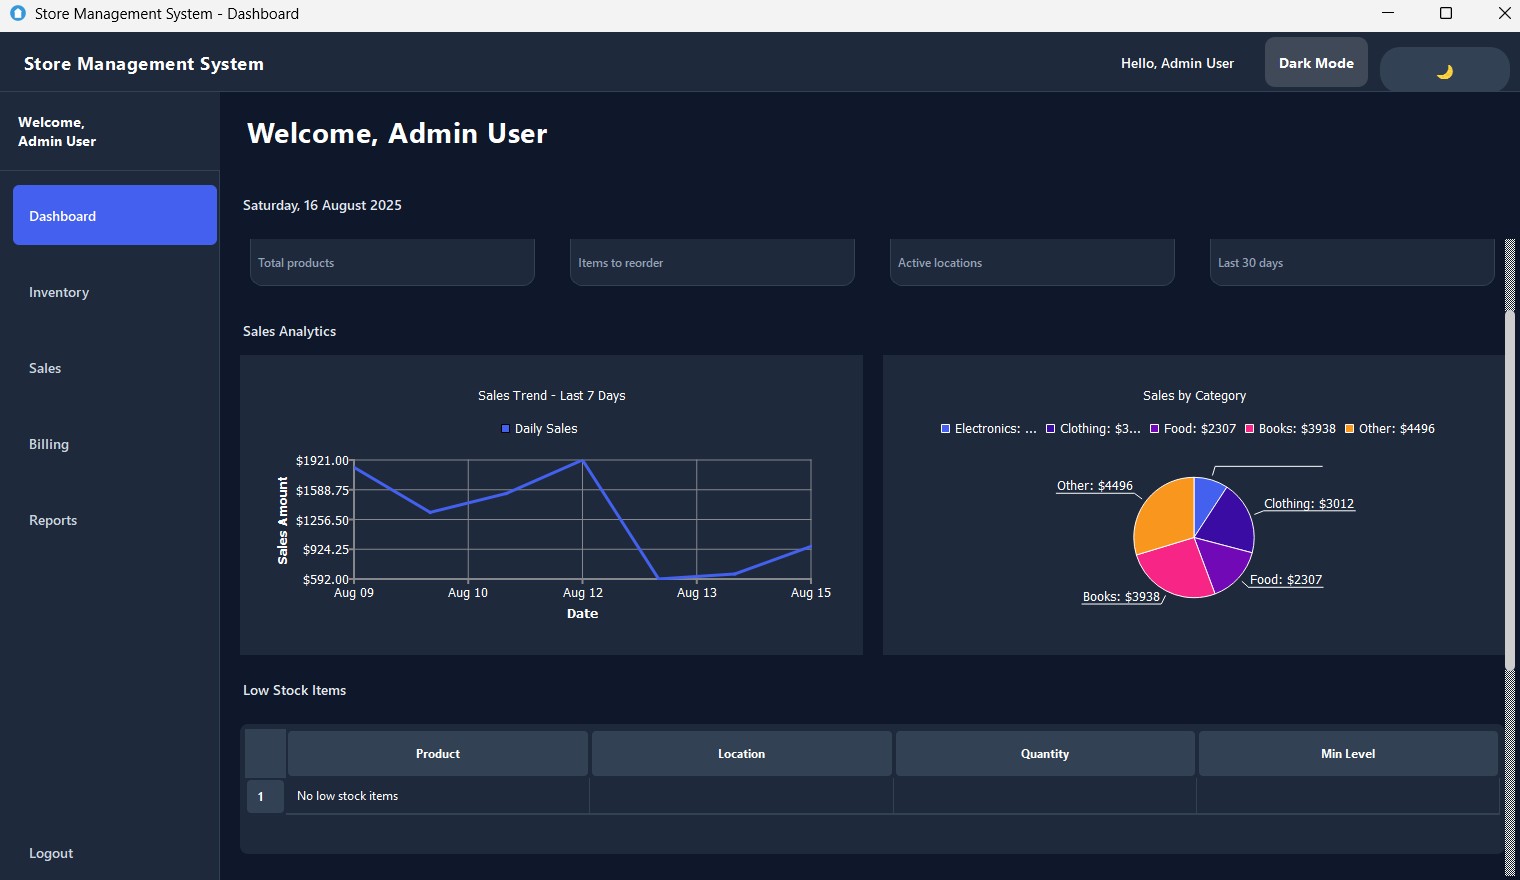 Store Management System - Dashboard
Store Management System
Hello, Admin User
Dark Mode
Welcome,
Admin User
Dashboard
Inventory
Sales
Billing
Reports
Logout
Welcome, Admin User
Saturday, 16 August 2025
Total products
Items to reorder
Active locations
Last 30 days
Sales Analytics
Sales Trend - Last 7 Days
Daily Sales
$1921.00
$1588.75
$1256.50
$924.25
$592.00
Sales Amount
Aug 09 Aug 10 Aug 12 Aug 13 Aug 15
Date
Sales by Category
Electronics: ... Clothing: $3... Food: $2307 Books: $3938 Other: $4496
Other: $4496
Clothing: $3012
Food: $2307
Books: $3938
Low Stock Items
Product Location Quantity Min Level
1 No low stock items